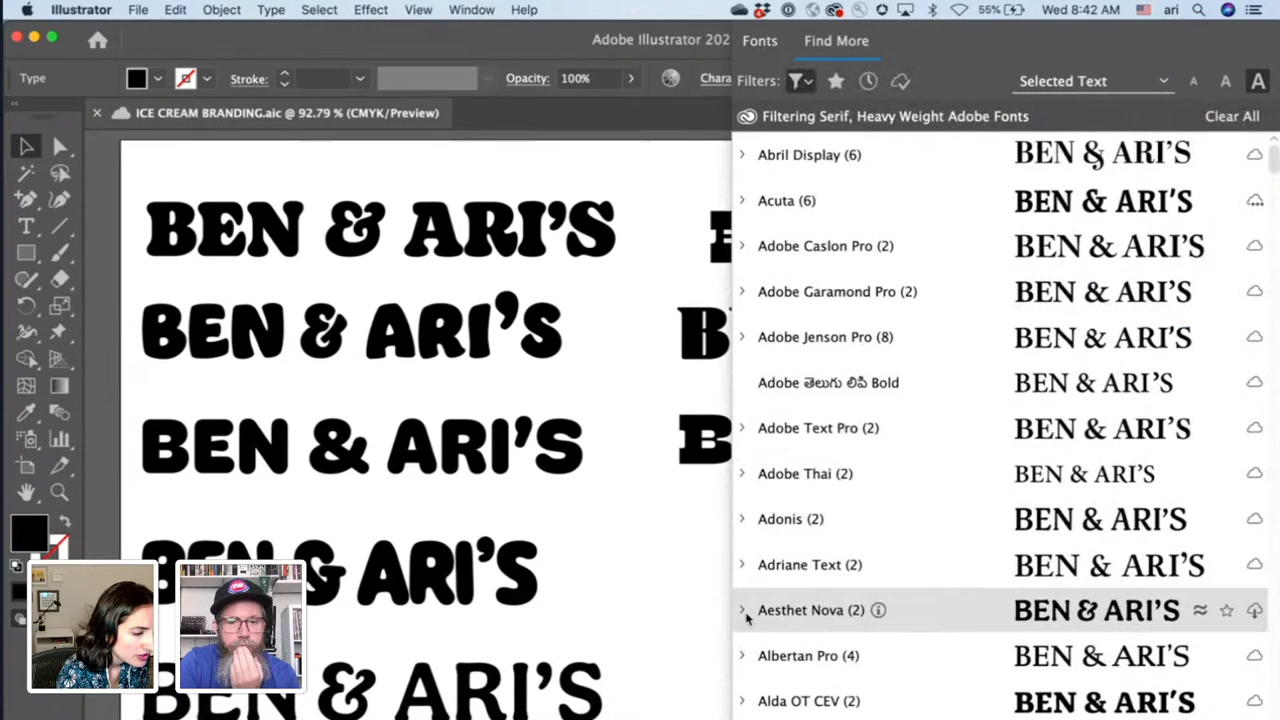 Illustrator File Edit Object Type Select Effect View Window Help 55% Wed 8:42 AM ari
Adobe Illustrator 202
Fonts Find More
Type Stroke: Opacity: 100% Chara
Filters: Selected Text A A A
ICE CREAM BRANDING.aic @ 92.79 % (CMYK/Preview)
Filtering Serif, Heavy Weight Adobe Fonts Clear All
BEN & ARI'S
BEN & ARI’S
BEN & ARI’S
BEN & ARI’S
BEN & ARI’S
Abril Display (6) BEN & ARI’S
Acuta (6) BEN & ARI'S
Adobe Caslon Pro (2) BEN & ARI’S
Adobe Garamond Pro (2) BEN & ARI’S
Adobe Jenson Pro (8) BEN & ARI’S
Adobe తెలుగు లిపి Bold BEN & ARI’S
Adobe Text Pro (2) BEN & ARI’S
Adobe Thai (2) BEN & ARI’S
Adonis (2) BEN & ARI’S
Adriane Text (2) BEN & ARI’S
Aesthet Nova (2) BEN & ARI’S
Albertan Pro (4) BEN & ARI'S
Alda OT CEV (2) BEN & ARI'S